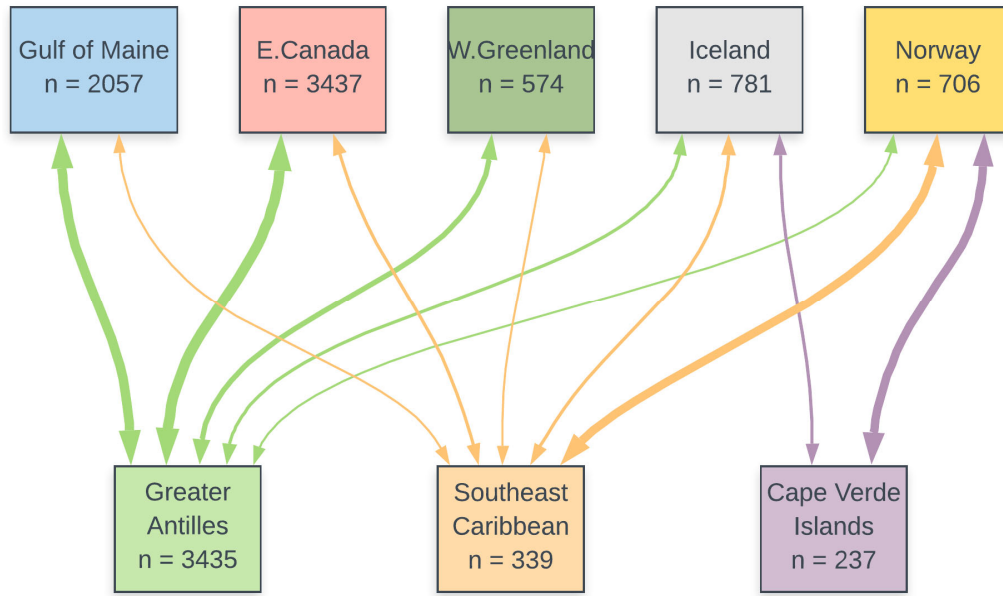 Gulf of Maine
n = 2057
E.Canada
n = 3437
W.Greenland
n = 574
Iceland
n = 781
Norway
n = 706
Greater
Antilles
n = 3435
Southeast
Caribbean
n = 339
Cape Verde
Islands
n = 237